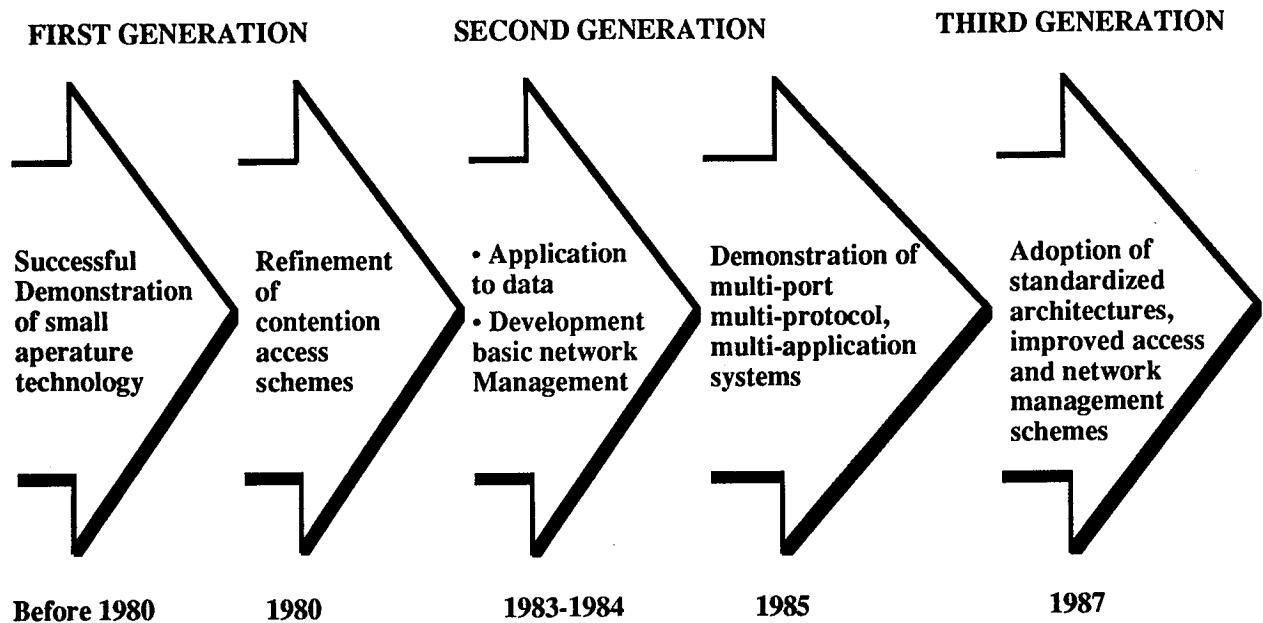 FIRST GENERATION
SECOND GENERATION
THIRD GENERATION
Successful
Demonstration
of small
aperature
technology
Refinement
of
contention
access
schemes
• Application
to data
• Development
basic network
Management
Demonstration of
multi-port
multi-protocol,
multi-application
systems
Adoption of
standardized
architectures,
improved access
and network
management
schemes
Before 1980
1980
1983-1984
1985
1987